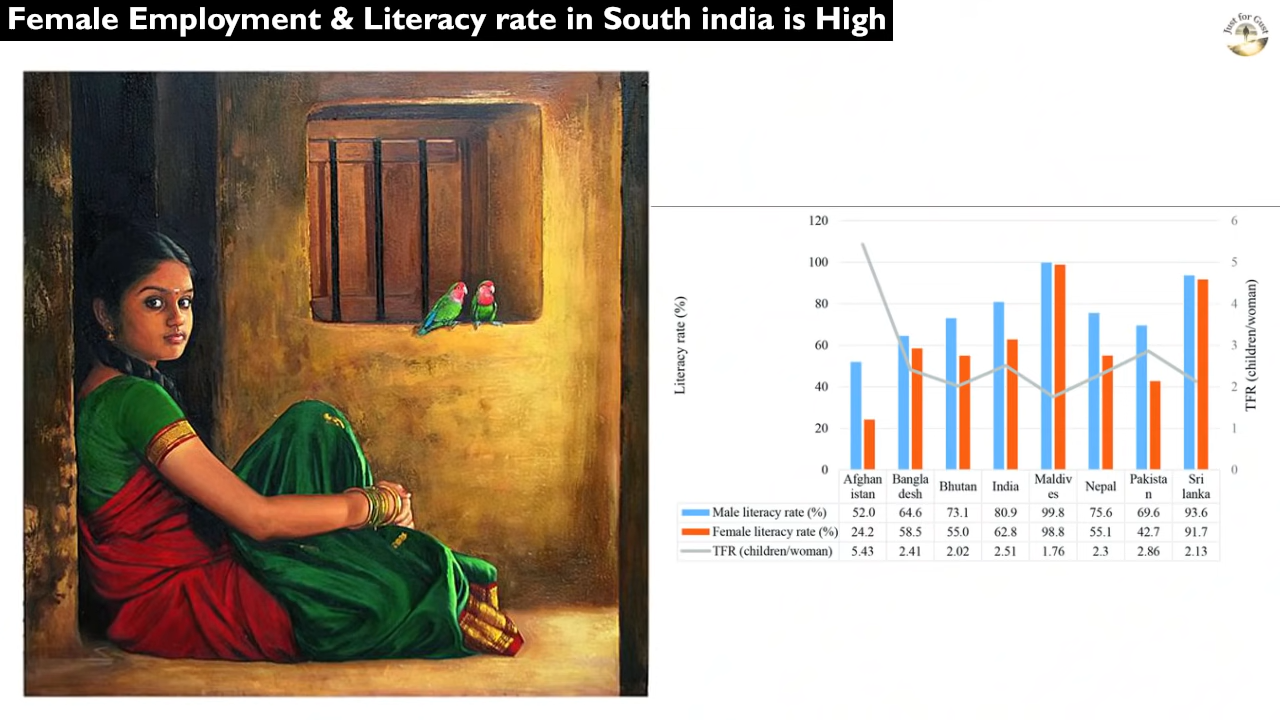 Female Employment & Literacy rate in South india is High
Just for Gust
120
100
80
60
40
20
0
Literacy rate (%)
6
5
4
3
2
1
0
TFR (children/woman)
Afghan Bangla Bhutan India Maldiv Nepal Pakista Sri
istan desh es n lanka
Male literacy rate (%) 52.0 64.6 73.1 80.9 99.8 75.6 69.6 93.6
Female literacy rate (%) 24.2 58.5 55.0 62.8 98.8 55.1 42.7 91.7
TFR (children/woman) 5.43 2.41 2.02 2.51 1.76 2.3 2.86 2.13